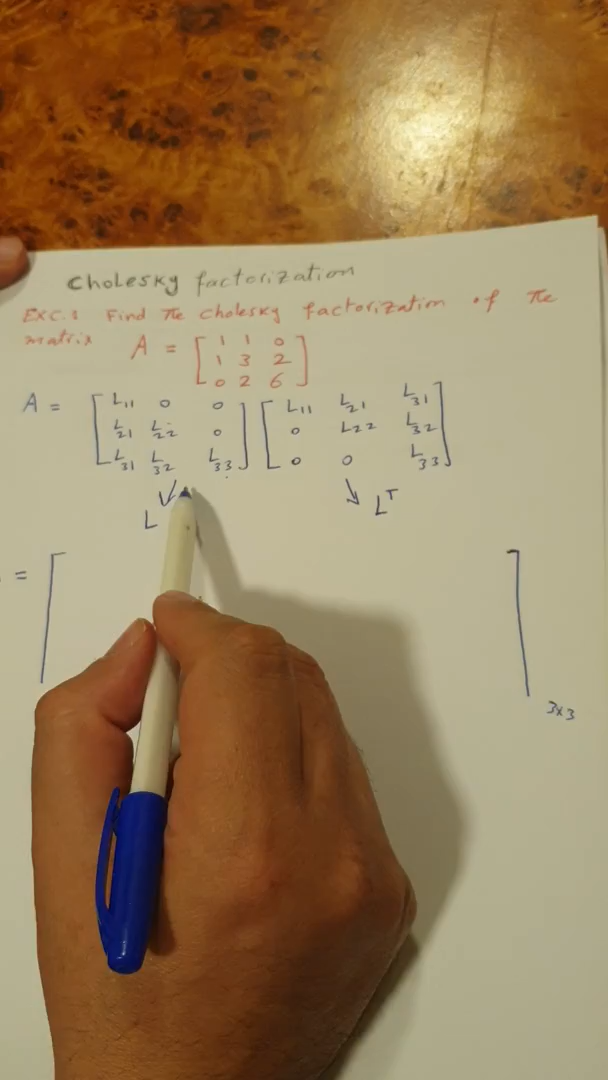 Cholesky factorization
EXC.3 Find The cholesky factorization of The
matrix A = [ 1 1 0
1 3 2
0 2 6 ]
A = [ L11 0 0 ] [ L11 L21 L31
L21 L22 0 0 L22 L32
L31 L32 L33 ] 0 0 L33 ]
L Lᵀ
= [ ]
3x3